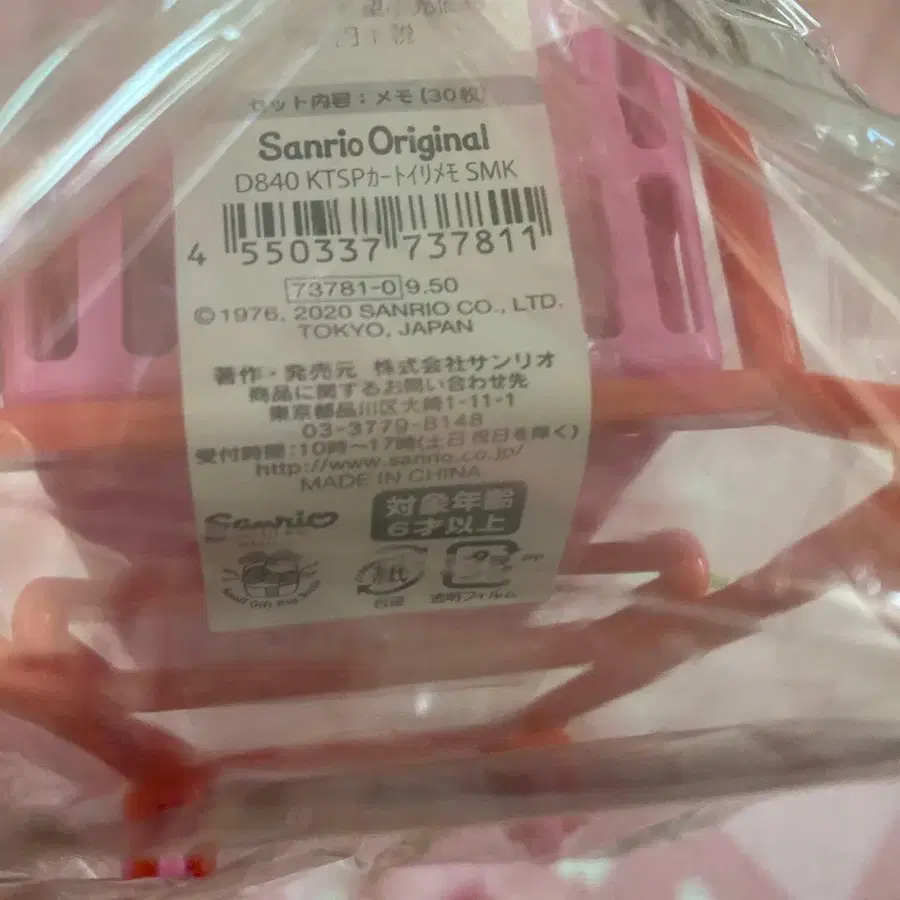 セット内容：メモ(30枚)
Sanrio Original
D840 KTSPｶｰﾄｲﾘﾒﾓ SMK
4 550337 737811
73781-0 9.50
©1976, 2020 SANRIO CO., LTD.
TOKYO, JAPAN
著作・発売元 株式会社サンリオ
商品に関するお問い合わせ先
東京都品川区大崎1-11-1
03-3779-8148
受付時間：10時〜17時(土日祝日を除く)
http://www.sanrio.co.jp/
MADE IN CHINA
対象年齢
6才以上
Sanrio
Small Gift
紙
台紙
PP
透明フィルム